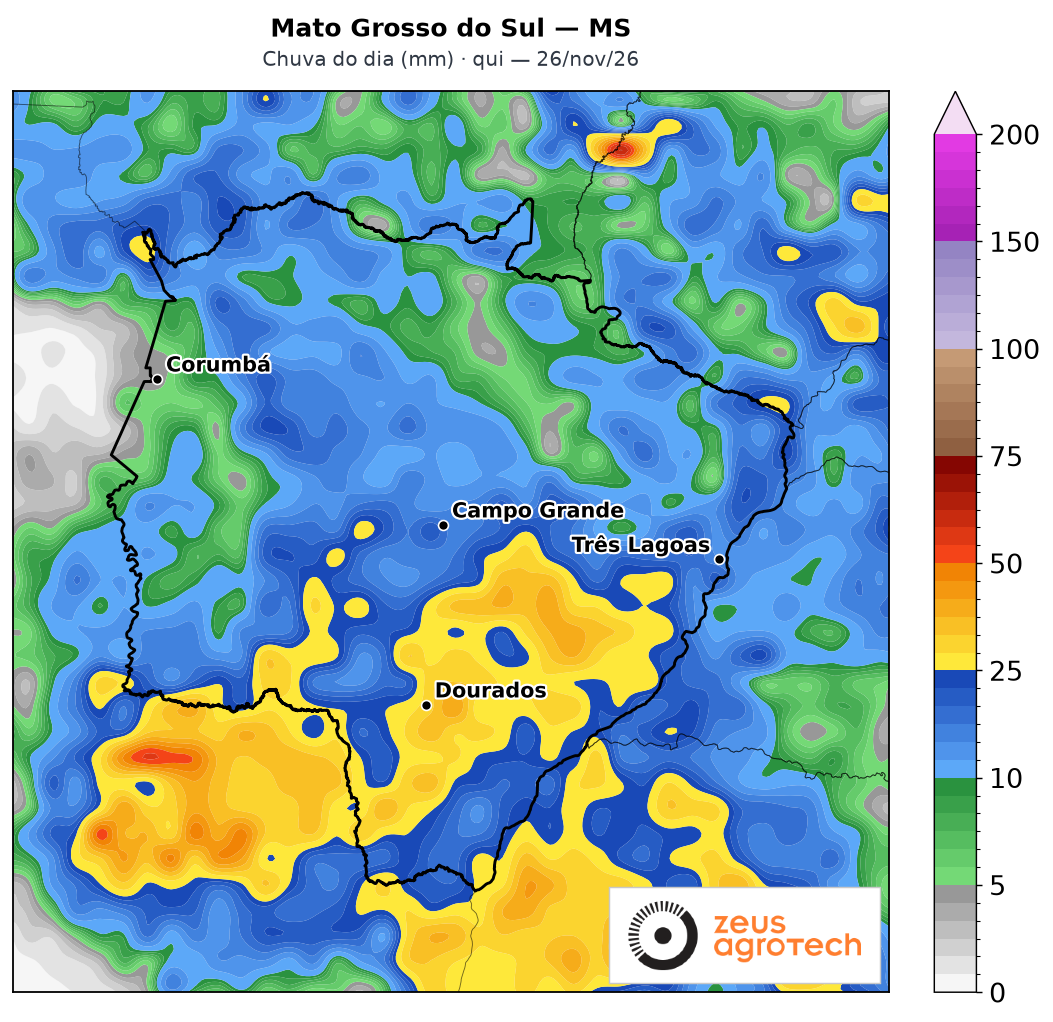 Mato Grosso do Sul — MS
Chuva do dia (mm) · qui — 26/nov/26
Corumbá
Campo Grande
Três Lagoas
Dourados
200
150
100
75
50
25
10
5
0
zeus
agrotech